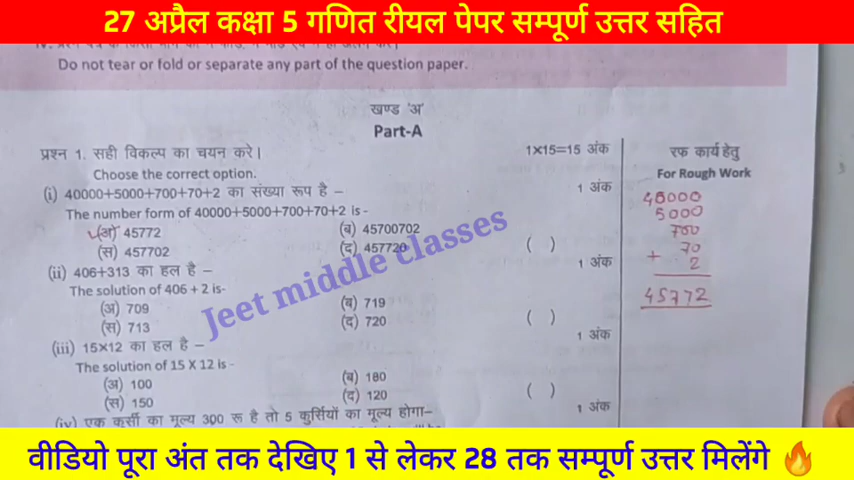 27 अप्रैल कक्षा 5 गणित रीयल पेपर सम्पूर्ण उत्तर सहित
Do not tear or fold or separate any part of the question paper.
खण्ड 'अ'
Part-A
प्रश्न 1. सही विकल्प का चयन करे। 1×15=15 अंक
Choose the correct option.
रफ कार्य हेतु
For Rough Work
(i) 40000+5000+700+70+2 का संख्या रूप है – 1 अंक
The number form of 40000+5000+700+70+2 is -
(अ) 45772 (ब) 45700702
(स) 457702 (द) 457720 ( )
1 अंक
(ii) 406+313 का हल है –
The solution of 406 + 2 is-
(अ) 709 (ब) 719
(स) 713 (द) 720 ( )
1 अंक
(iii) 15×12 का हल है –
The solution of 15 X 12 is -
(अ) 100 (ब) 180
(स) 150 (द) 120 ( )
1 अंक
(iv) एक कुर्सी का मूल्य 300 रू है तो 5 कुर्सियों का मूल्य होगा–
40000
5000
700
70
+ 2
45772
Jeet middle classes
वीडियो पूरा अंत तक देखिए 1 से लेकर 28 तक सम्पूर्ण उत्तर मिलेंगे 🔥